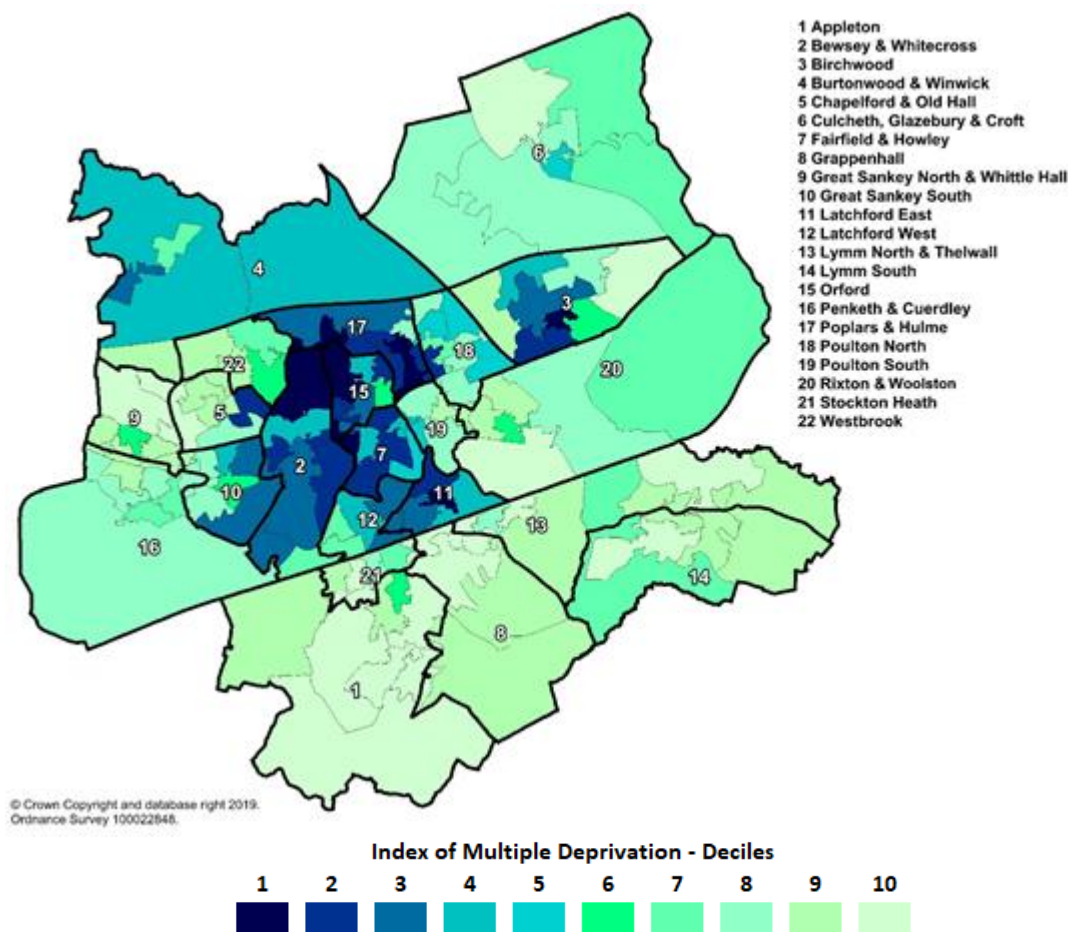 1 Appleton
2 Bewsey & Whitecross
3 Birchwood
4 Burtonwood & Winwick
5 Chapelford & Old Hall
6 Culcheth, Glazebury & Croft
7 Fairfield & Howley
8 Grappenhall
9 Great Sankey North & Whittle Hall
10 Great Sankey South
11 Latchford East
12 Latchford West
13 Lymm North & Thelwall
14 Lymm South
15 Orford
16 Penketh & Cuerdley
17 Poplars & Hulme
18 Poulton North
19 Poulton South
20 Rixton & Woolston
21 Stockton Heath
22 Westbrook
6
4
3
17
18
22
20
15
5
9
19
2
7
10
11
12
13
16
21
14
8
1
© Crown Copyright and database right 2019.
Ordnance Survey 100022848.
Index of Multiple Deprivation - Deciles
1 2 3 4 5 6 7 8 9 10